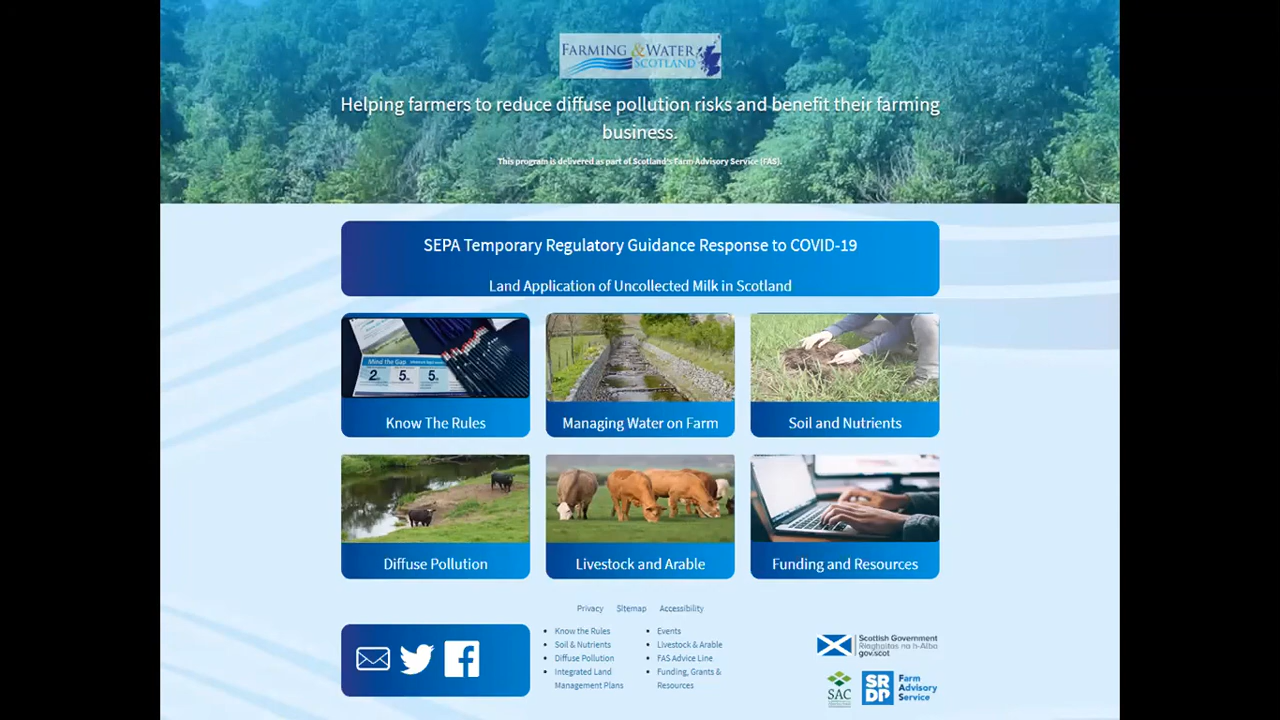 FARMING & WATER
SCOTLAND
Helping farmers to reduce diffuse pollution risks and benefit their farming
business.
This program is delivered as part of Scotland's Farm Advisory Service (FAS).
SEPA Temporary Regulatory Guidance Response to COVID-19
Land Application of Uncollected Milk in Scotland
Mind the Gap
2m 5m 5m
Know The Rules
Managing Water on Farm
Soil and Nutrients
Diffuse Pollution
Livestock and Arable
Funding and Resources
Privacy Sitemap Accessibility
Know the Rules
Soil & Nutrients
Diffuse Pollution
Integrated Land
Management Plans
Events
Livestock & Arable
FAS Advice Line
Funding, Grants &
Resources
Scottish Government
Riaghaltas na h-Alba
gov.scot
SAC
SRDP
Farm
Advisory
Service